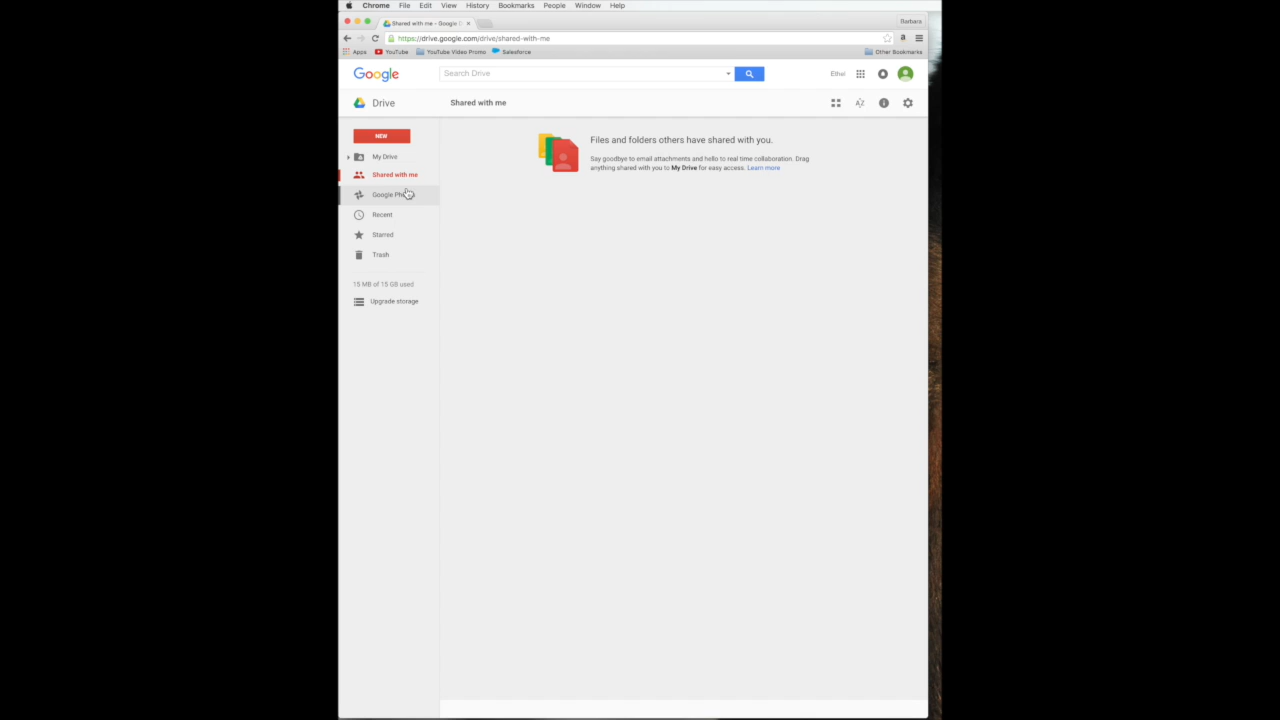 Chrome File Edit View History Bookmarks People Window Help
Shared with me - Google D Barbara
https://drive.google.com/drive/shared-with-me a
Apps YouTube YouTube Video Promo Salesforce Other Bookmarks
Google Search Drive Ethel
Drive Shared with me AZ
NEW
Files and folders others have shared with you.
Say goodbye to email attachments and hello to real time collaboration. Drag
anything shared with you to My Drive for easy access. Learn more
My Drive
Shared with me
Google
Recent
Starred
Trash
15 MB of 15 GB used
Upgrade storage